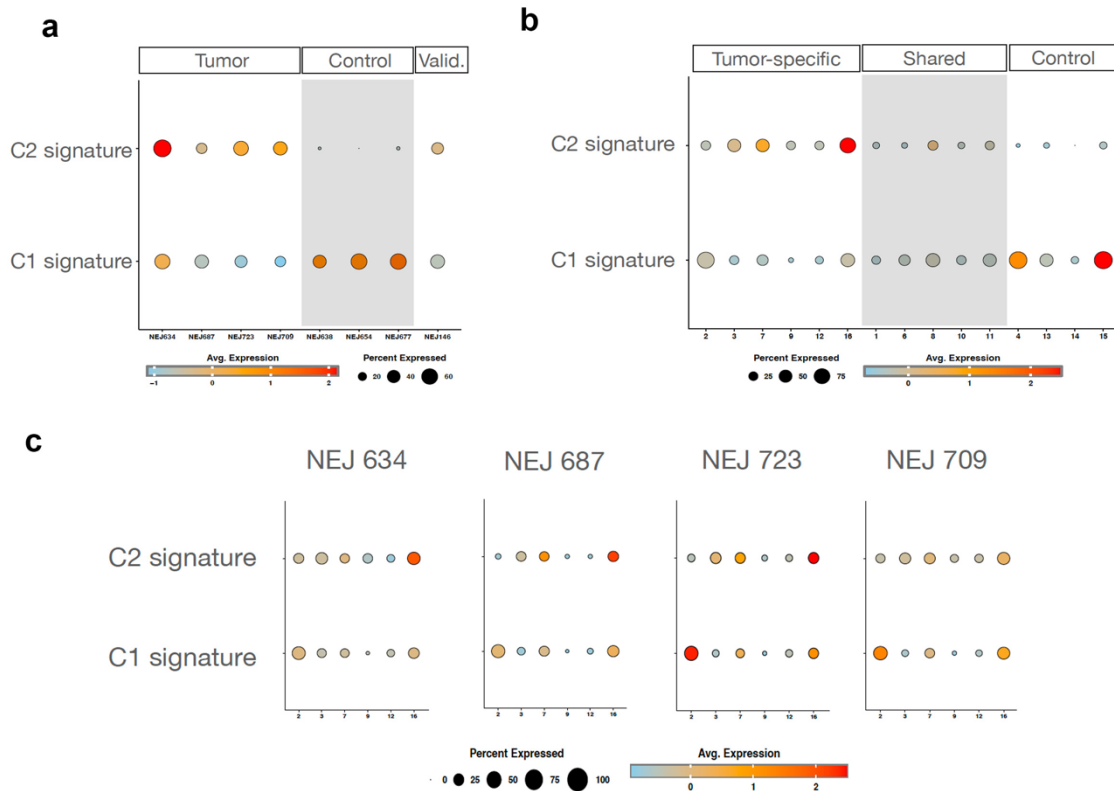 a
Tumor Control Valid.
C2 signature
C1 signature
NEJ634 NEJ687 NEJ723 NEJ709 NEJ638 NEJ654 NEJ677 NEJ146
Avg. Expression Percent Expressed
−1 0 1 2 20 40 60
b
Tumor-specific Shared Control
C2 signature
C1 signature
2 3 7 9 12 16 1 6 8 10 11 4 13 14 15
Percent Expressed Avg. Expression
25 50 75 0 1 2
c
NEJ 634 NEJ 687 NEJ 723 NEJ 709
C2 signature
C1 signature
2 3 7 9 12 16 2 3 7 9 12 16 2 3 7 9 12 16 2 3 7 9 12 16
Percent Expressed Avg. Expression
0 25 50 75 100 0 1 2